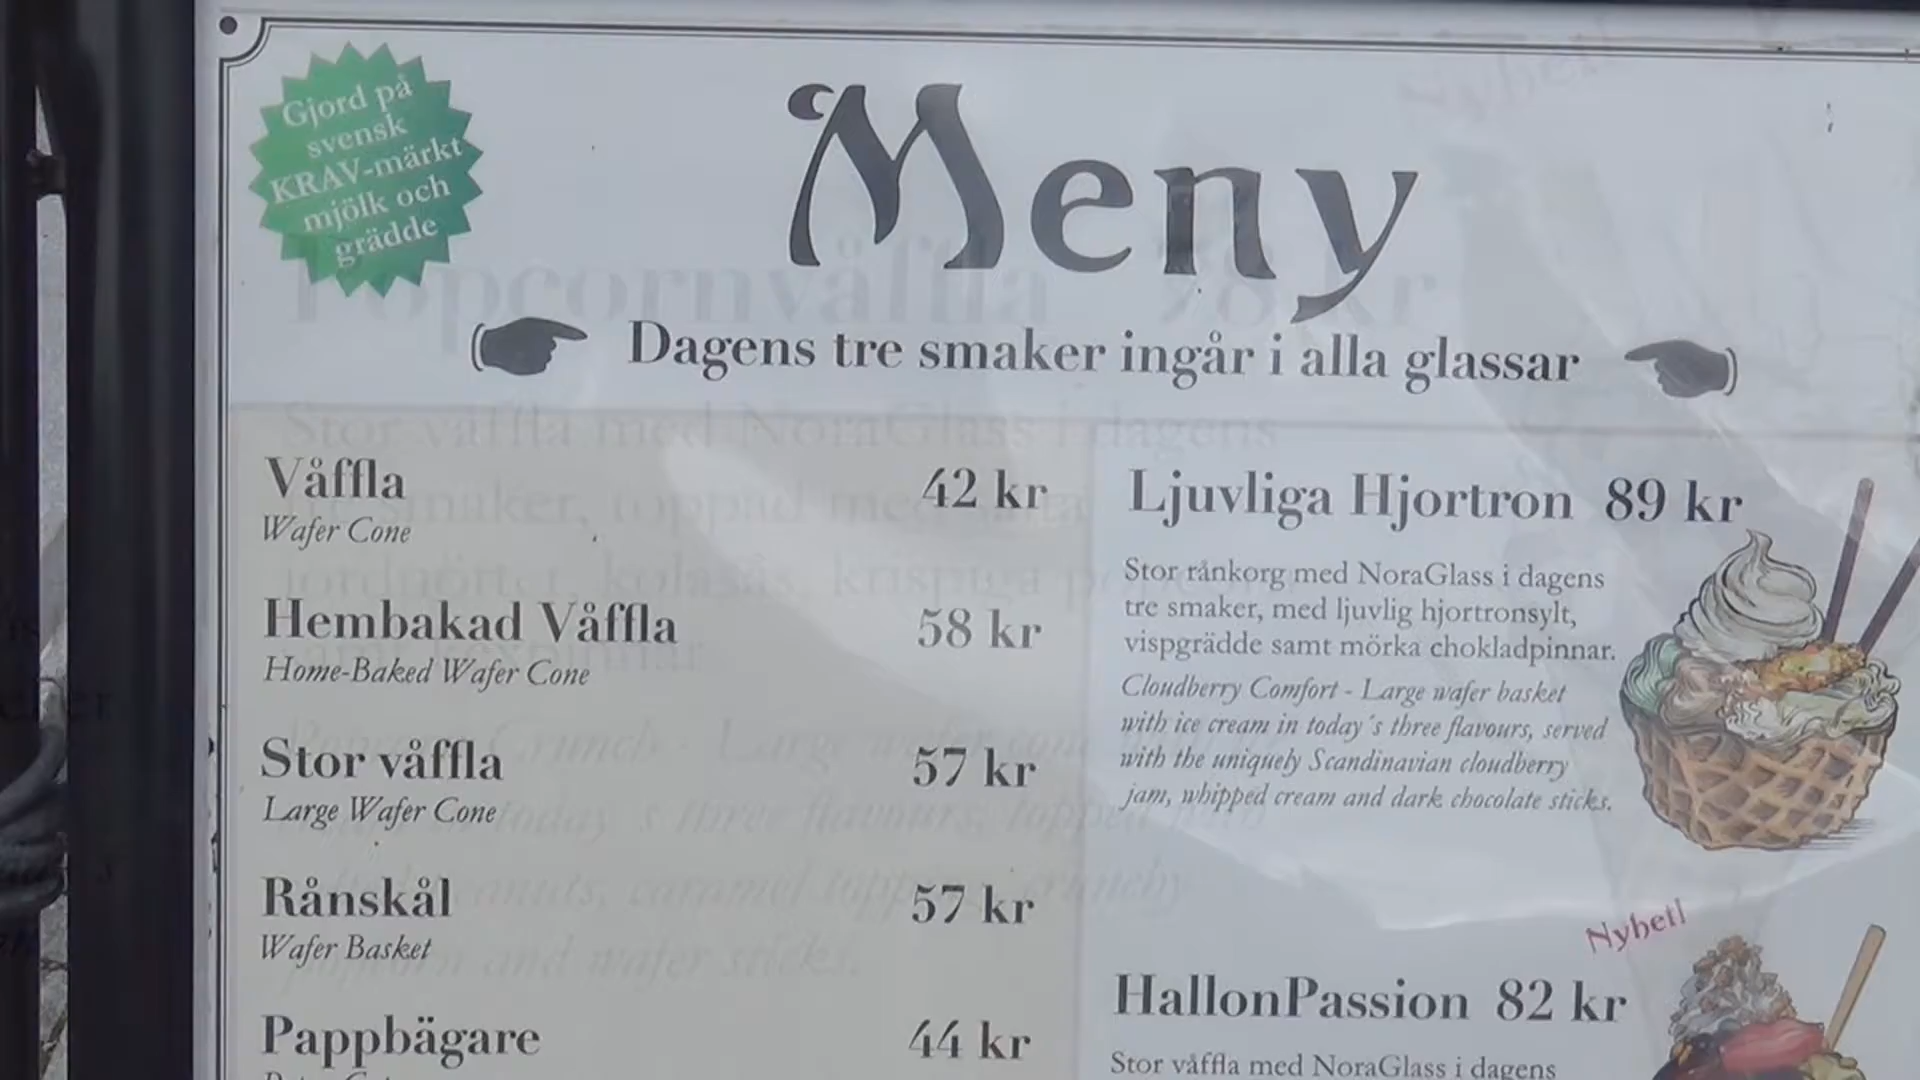 Gjord på
svensk
KRAV-märkt
mjölk och
grädde
Meny
Dagens tre smaker ingår i alla glassar
Våffla 42 kr
Wafer Cone
Hembakad Våffla 58 kr
Home-Baked Wafer Cone
Stor våffla 57 kr
Large Wafer Cone
Rånskål 57 kr
Wafer Basket
Pappbägare 44 kr
Ljuvliga Hjortron 89 kr
Stor rånkorg med NoraGlass i dagens
tre smaker, med ljuvlig hjortronsylt,
vispgrädde samt mörka chokladpinnar.
Cloudberry Comfort - Large wafer basket
with ice cream in today´s three flavours, served
with the uniquely Scandinavian cloudberry
jam, whipped cream and dark chocolate sticks.
Nyhet!
HallonPassion 82 kr
Stor våffla med NoraGlass i dagens